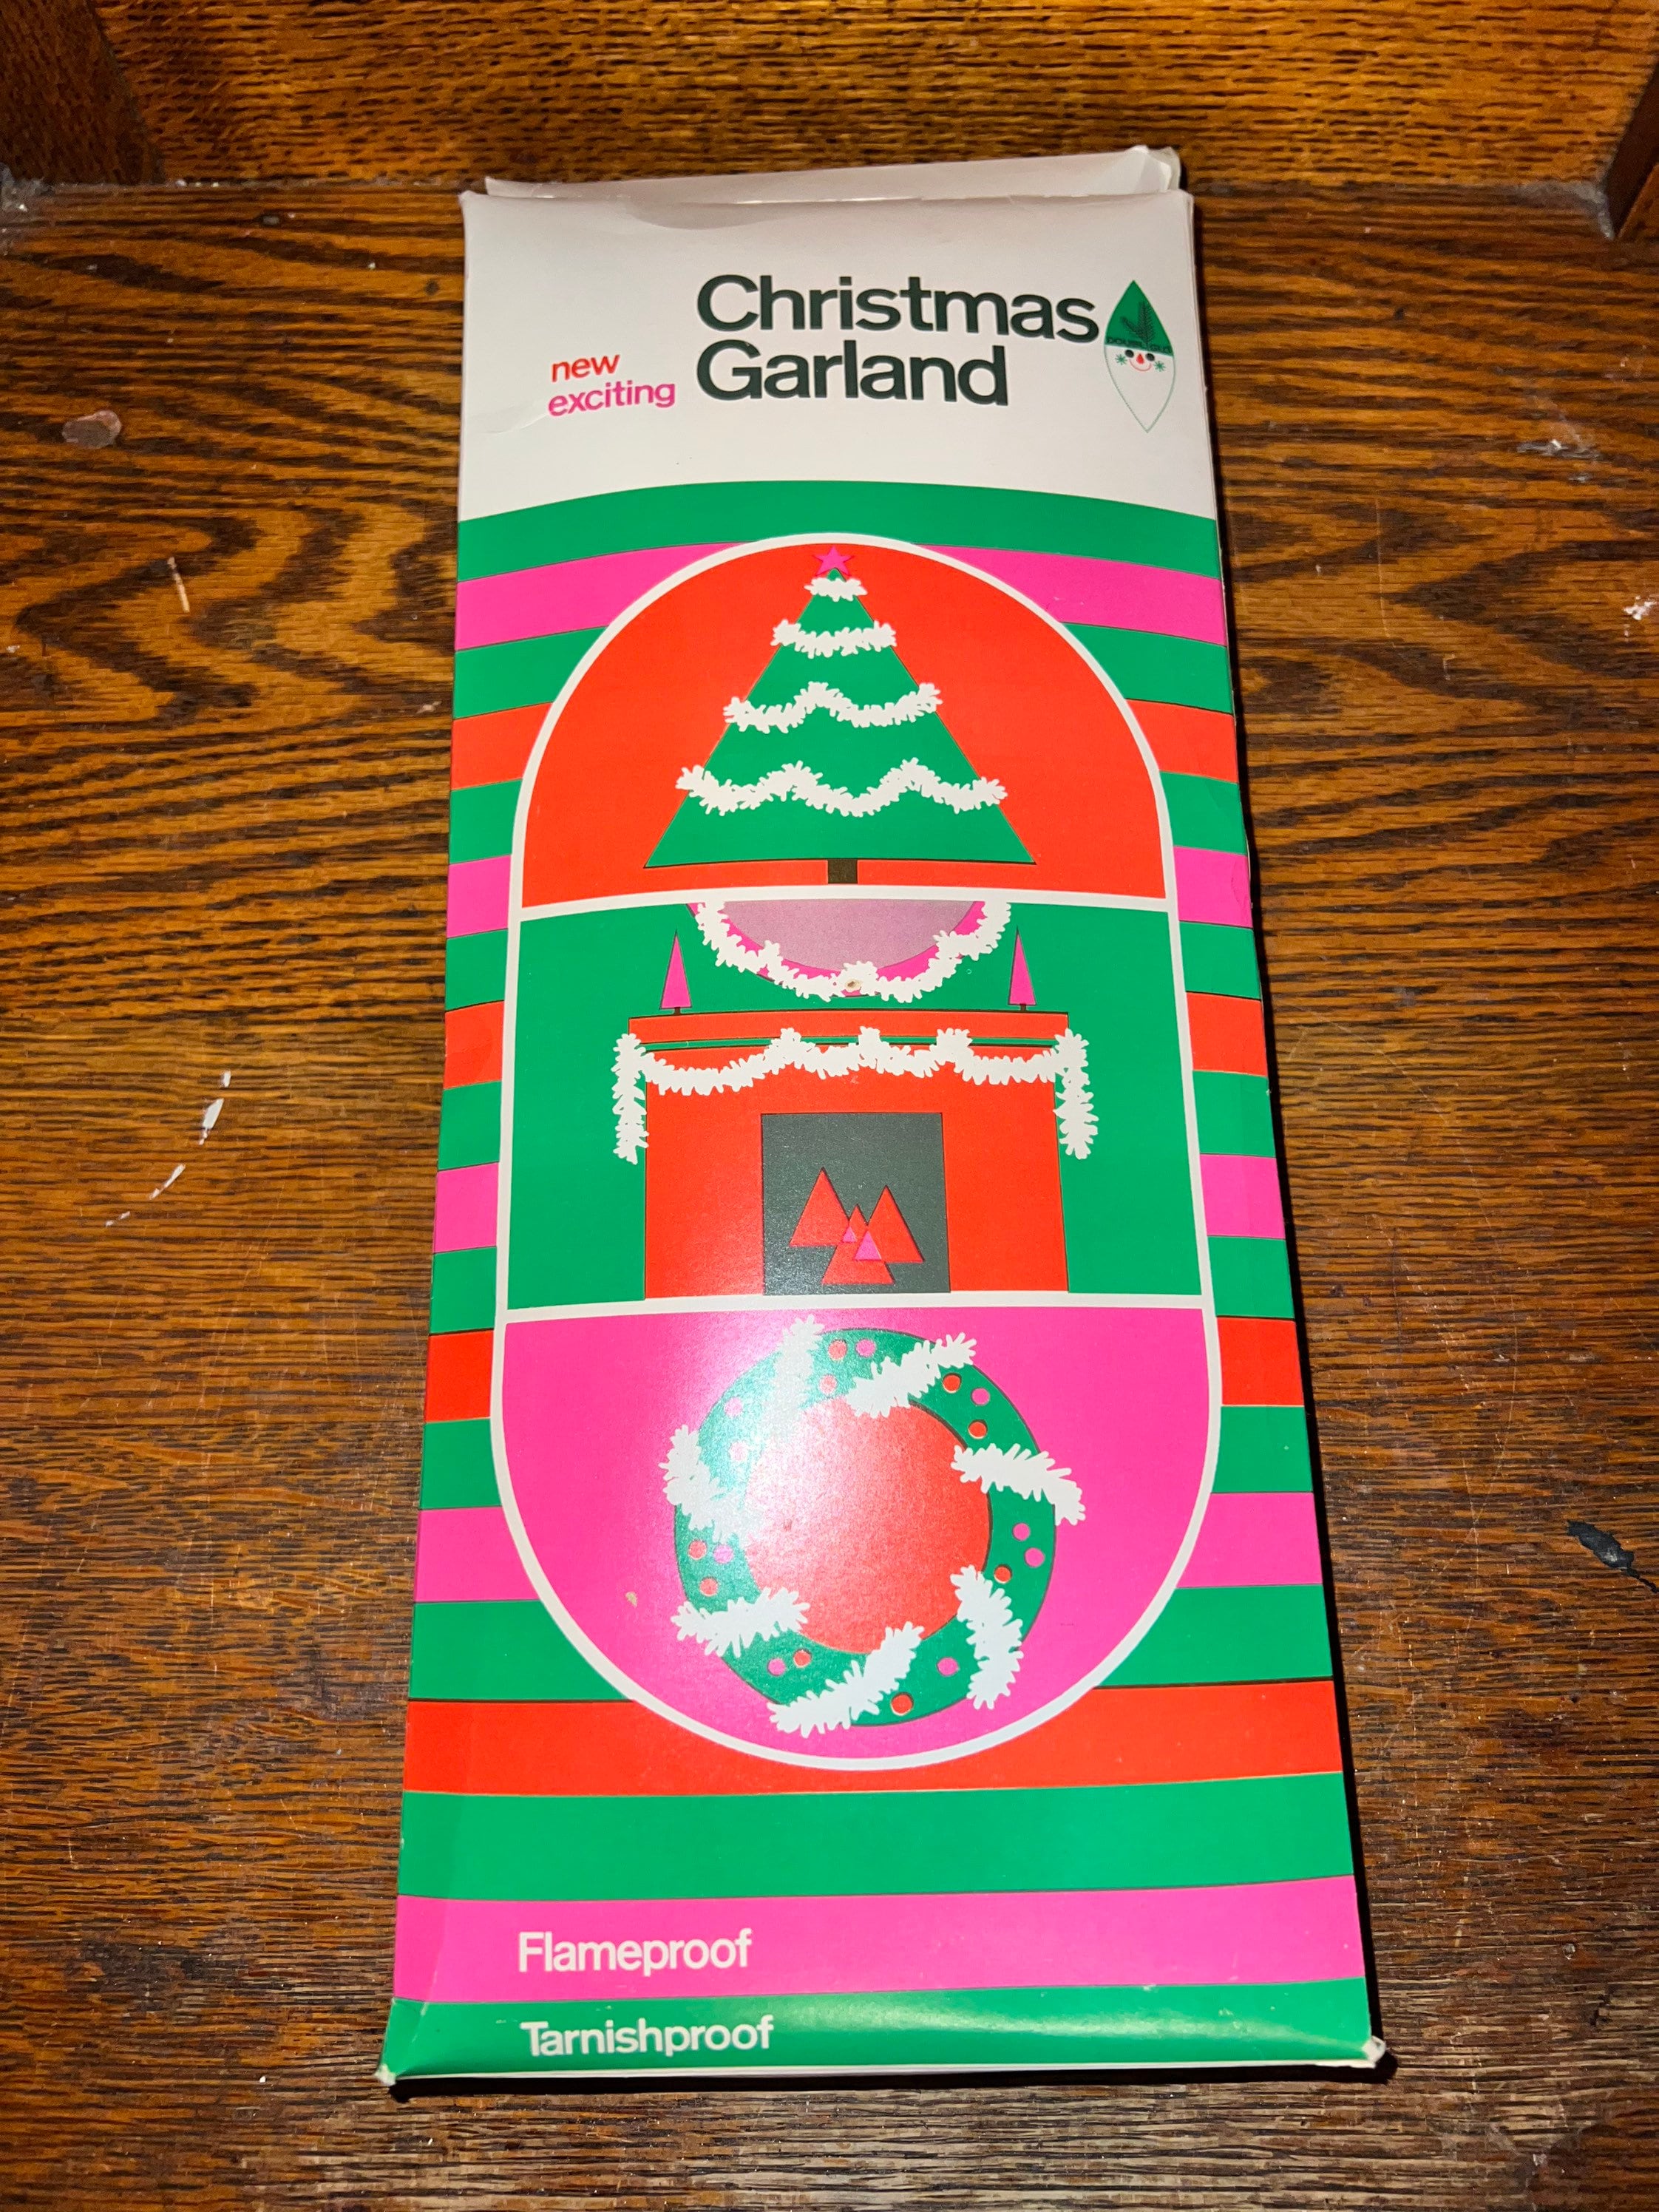 new
exciting
Christmas
Garland
Flameproof
Tarnishproof